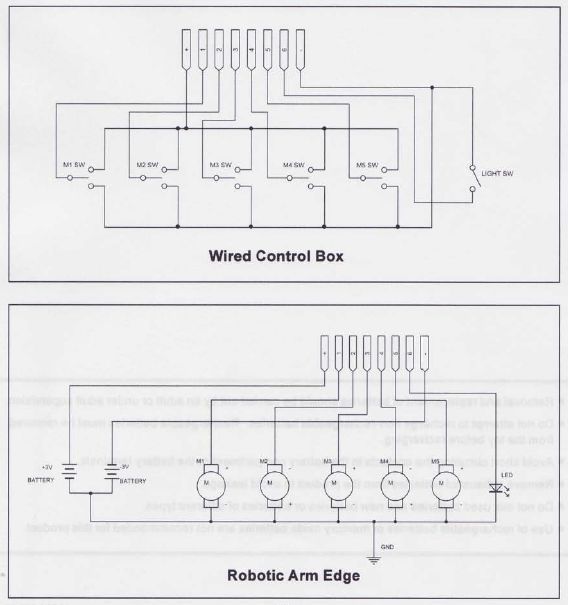 + 1 2 3 4 5 6 -
M1 SW M2 SW M3 SW M4 SW M5 SW
LIGHT SW
Wired Control Box
+ 1 2 3 4 5 6 -
M1 M2 M3 M4 M5
+ - + + -
+3V BATTERY
-3V BATTERY
M M M M M
LED
GND
Robotic Arm Edge